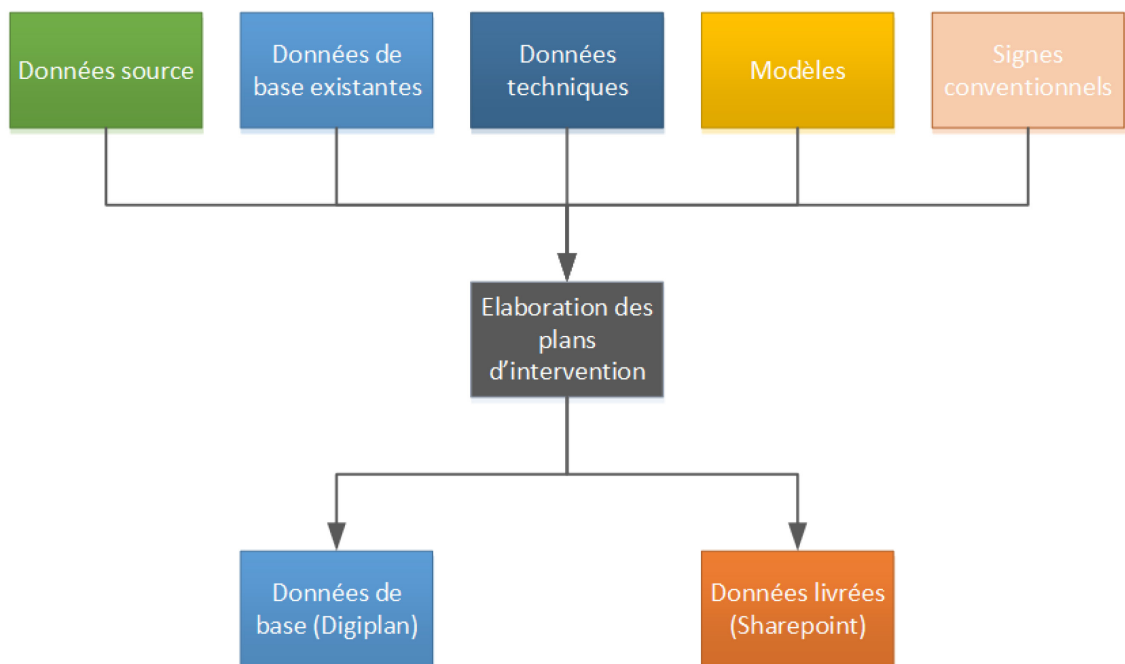 Données source
Données de
base existantes
Données
techniques
Modèles
Signes
conventionnels
Elaboration des
plans
d'intervention
Données de
base (Digiplan)
Données livrées
(Sharepoint)